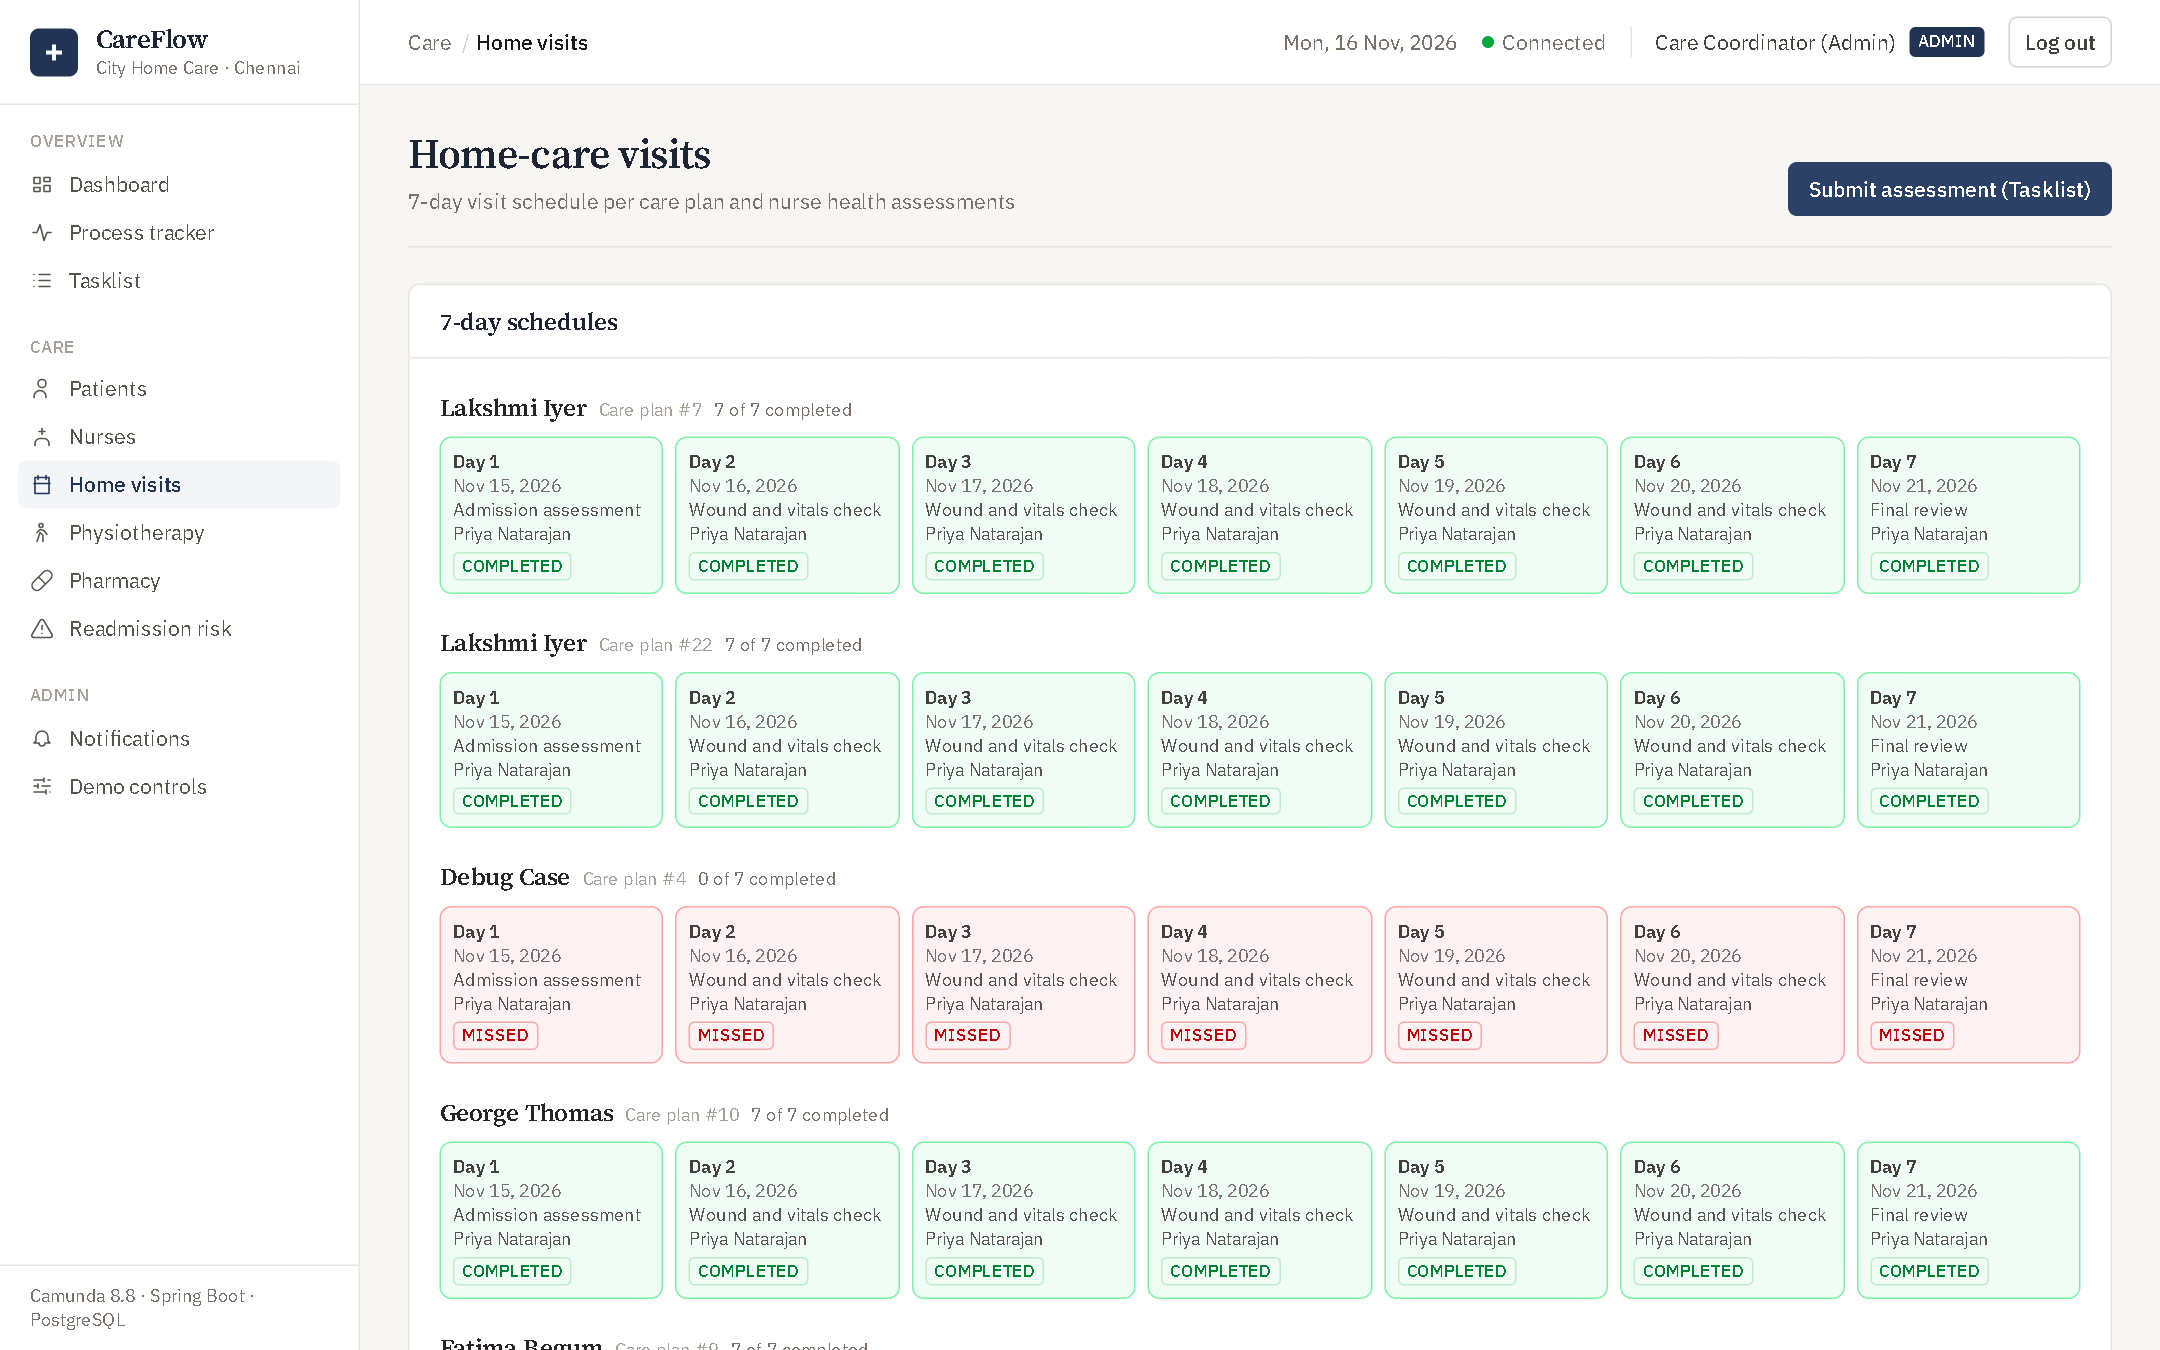 CareFlow
City Home Care · Chennai
OVERVIEW
Dashboard
Process tracker
Tasklist
CARE
Patients
Nurses
Home visits
Physiotherapy
Pharmacy
Readmission risk
ADMIN
Notifications
Demo controls
Camunda 8.8 · Spring Boot ·
PostgreSQL
Care / Home visits
Mon, 16 Nov, 2026 Connected Care Coordinator (Admin) ADMIN Log out
Home-care visits
7-day visit schedule per care plan and nurse health assessments
Submit assessment (Tasklist)
7-day schedules
Lakshmi Iyer Care plan #7 7 of 7 completed
Day 1 Day 2 Day 3 Day 4 Day 5 Day 6 Day 7
Nov 15, 2026 Nov 16, 2026 Nov 17, 2026 Nov 18, 2026 Nov 19, 2026 Nov 20, 2026 Nov 21, 2026
Admission assessment Wound and vitals check Wound and vitals check Wound and vitals check Wound and vitals check Wound and vitals check Final review
Priya Natarajan Priya Natarajan Priya Natarajan Priya Natarajan Priya Natarajan Priya Natarajan Priya Natarajan
COMPLETED COMPLETED COMPLETED COMPLETED COMPLETED COMPLETED COMPLETED
Lakshmi Iyer Care plan #22 7 of 7 completed
Day 1 Day 2 Day 3 Day 4 Day 5 Day 6 Day 7
Nov 15, 2026 Nov 16, 2026 Nov 17, 2026 Nov 18, 2026 Nov 19, 2026 Nov 20, 2026 Nov 21, 2026
Admission assessment Wound and vitals check Wound and vitals check Wound and vitals check Wound and vitals check Wound and vitals check Final review
Priya Natarajan Priya Natarajan Priya Natarajan Priya Natarajan Priya Natarajan Priya Natarajan Priya Natarajan
COMPLETED COMPLETED COMPLETED COMPLETED COMPLETED COMPLETED COMPLETED
Debug Case Care plan #4 0 of 7 completed
Day 1 Day 2 Day 3 Day 4 Day 5 Day 6 Day 7
Nov 15, 2026 Nov 16, 2026 Nov 17, 2026 Nov 18, 2026 Nov 19, 2026 Nov 20, 2026 Nov 21, 2026
Admission assessment Wound and vitals check Wound and vitals check Wound and vitals check Wound and vitals check Wound and vitals check Final review
Priya Natarajan Priya Natarajan Priya Natarajan Priya Natarajan Priya Natarajan Priya Natarajan Priya Natarajan
MISSED MISSED MISSED MISSED MISSED MISSED MISSED
George Thomas Care plan #10 7 of 7 completed
Day 1 Day 2 Day 3 Day 4 Day 5 Day 6 Day 7
Nov 15, 2026 Nov 16, 2026 Nov 17, 2026 Nov 18, 2026 Nov 19, 2026 Nov 20, 2026 Nov 21, 2026
Admission assessment Wound and vitals check Wound and vitals check Wound and vitals check Wound and vitals check Wound and vitals check Final review
Priya Natarajan Priya Natarajan Priya Natarajan Priya Natarajan Priya Natarajan Priya Natarajan Priya Natarajan
COMPLETED COMPLETED COMPLETED COMPLETED COMPLETED COMPLETED COMPLETED
Fatima Begum Care plan #9 7 of 7 completed